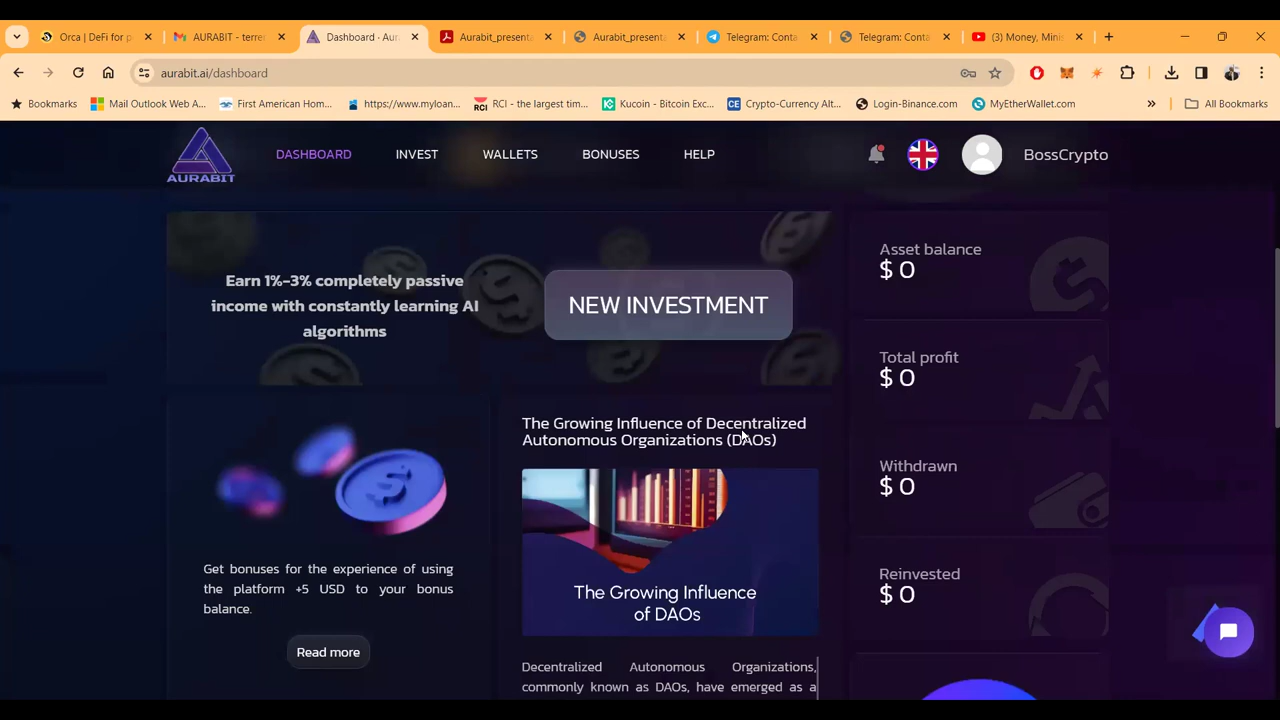 Orca | DeFi for p
AURABIT - terre
Dashboard - Aur
Aurabit_presenta
Aurabit_presenta
Telegram: Conta
Telegram: Conta
(3) Money, Minis
aurabit.ai/dashboard
Bookmarks
Mail Outlook Web A...
First American Hom...
https://www.myloan...
RCI - the largest tim...
Kucoin - Bitcoin Exc...
Crypto-Currency Alt...
Login-Binance.com
MyEtherWallet.com
All Bookmarks
AURABIT
DASHBOARD
INVEST
WALLETS
BONUSES
HELP
BossCrypto
Earn 1%-3% completely passive
income with constantly learning AI
algorithms
NEW INVESTMENT
Asset balance
$ 0
Total profit
$ 0
Withdrawn
$ 0
Reinvested
$ 0
Get bonuses for the experience of using
the platform +5 USD to your bonus
balance.
Read more
The Growing Influence of Decentralized
Autonomous Organizations (DAOs)
The Growing Influence
of DAOs
Decentralized Autonomous Organizations,
commonly known as DAOs, have emerged as a